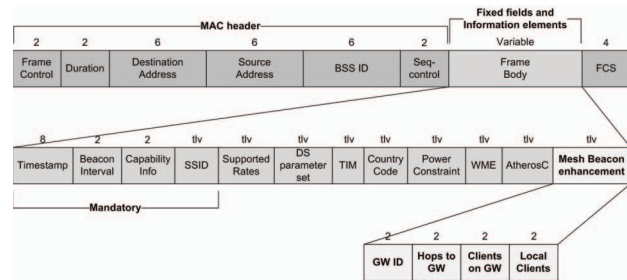 MAC header
Fixed fields and
Information elements
2 2 6 6 6 2 Variable 4
Frame
Control
Duration
Destination
Address
Source
Address
BSS ID
Seq-
control
Frame
Body
FCS
8 2 2 tlv tlv tlv tlv tlv tlv tlv tlv tlv
Timestamp
Beacon
Interval
Capability
Info
SSID
Supported
Rates
DS
parameter
set
TIM
Country
Code
Power
Constraint
WME
AtherosC
Mesh Beacon
enhancement
Mandatory
2 2 2 2
GW ID
Hops to
GW
Clients
on GW
Local
Clients